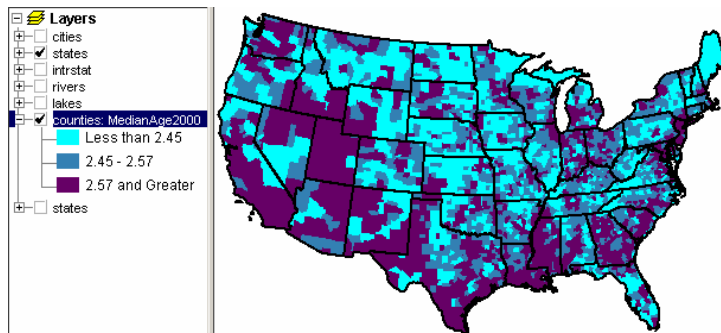 Layers
cities
states
intrstat
rivers
lakes
counties: MedianAge2000
Less than 2.45
2.45 - 2.57
2.57 and Greater
states